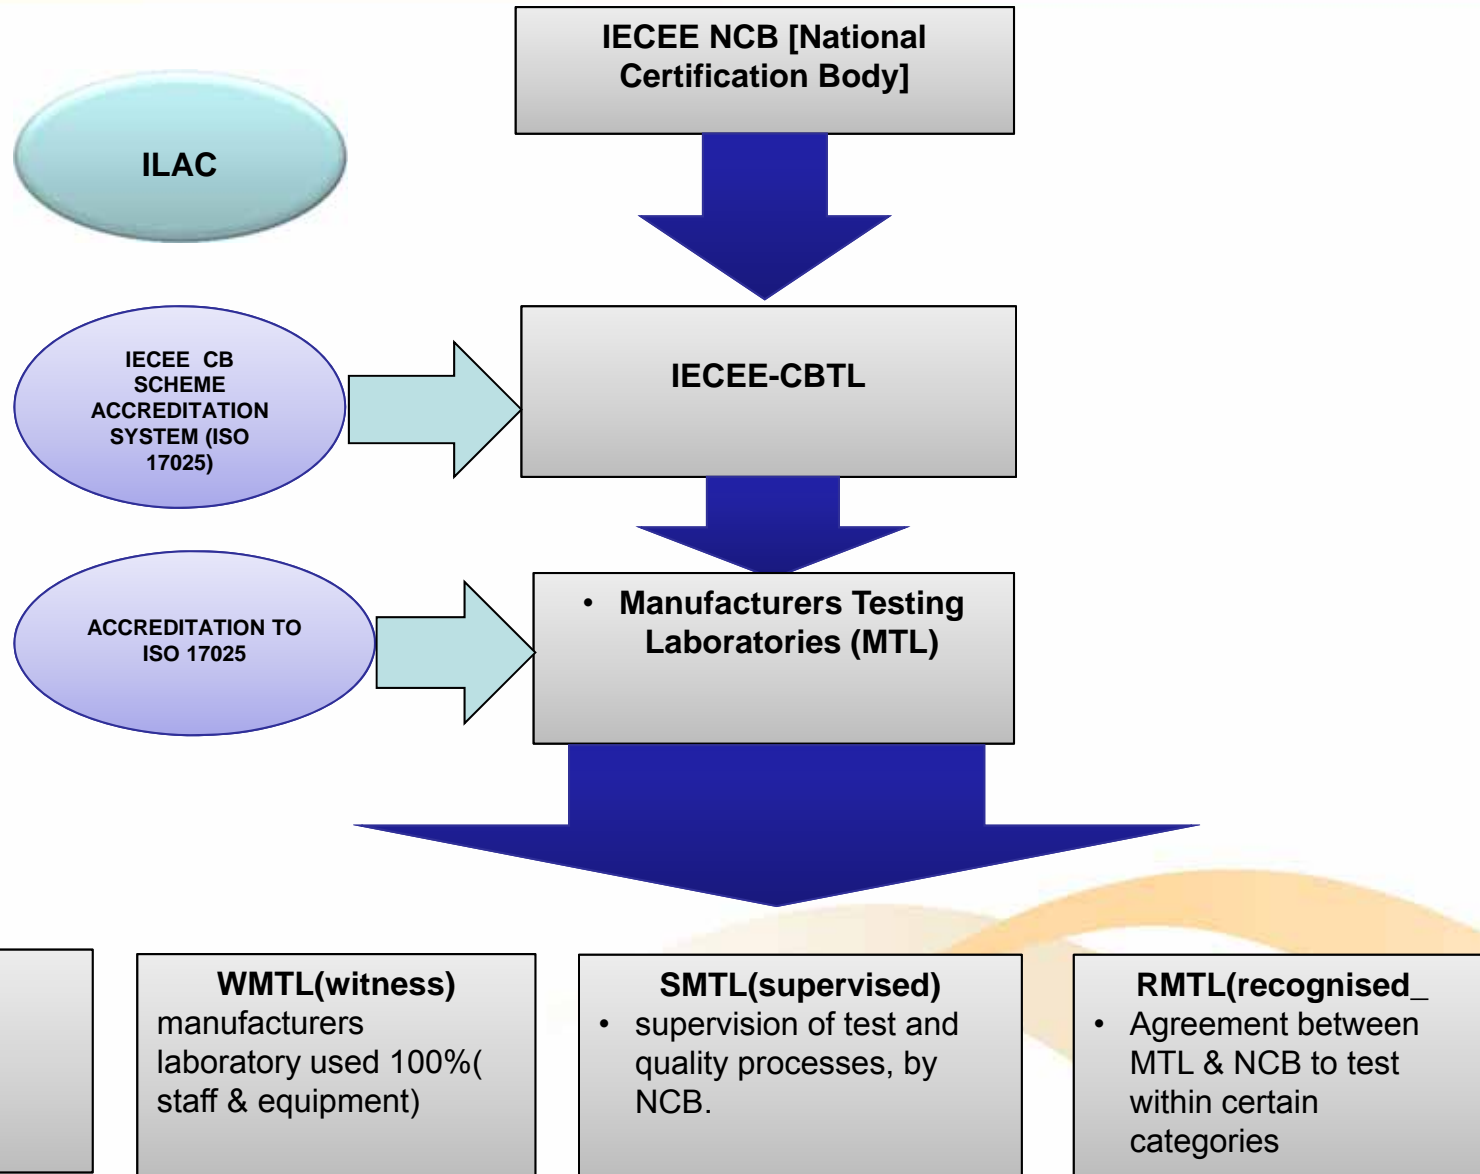 IECEE NCB [National
Certification Body]
ILAC
IECEE CB
SCHEME
ACCREDITATION
SYSTEM (ISO
17025)
IECEE-CBTL
ACCREDITATION TO
ISO 17025
• Manufacturers Testing
Laboratories (MTL)
WMTL(witness)
manufacturers
laboratory used 100%(
staff & equipment)
SMTL(supervised)
• supervision of test and
quality processes, by
NCB.
RMTL(recognised_
• Agreement between
MTL & NCB to test
within certain
categories